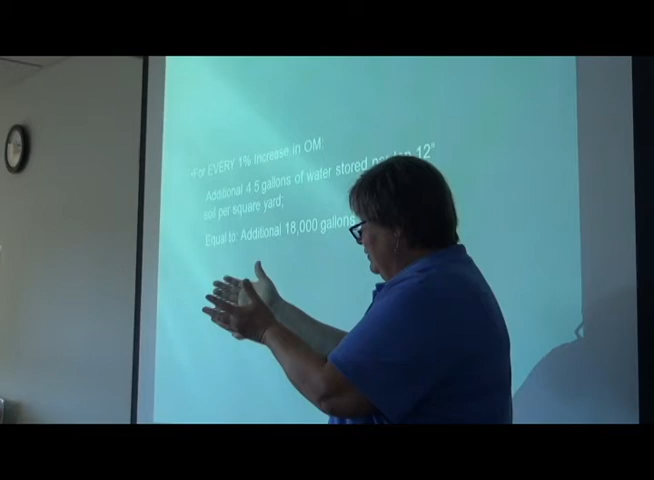 For EVERY 1% Increase in OM:
Additional 4.5 gallons of water stored per top 12"
soil per square yard;
Equal to: Additional 18,000 gallons